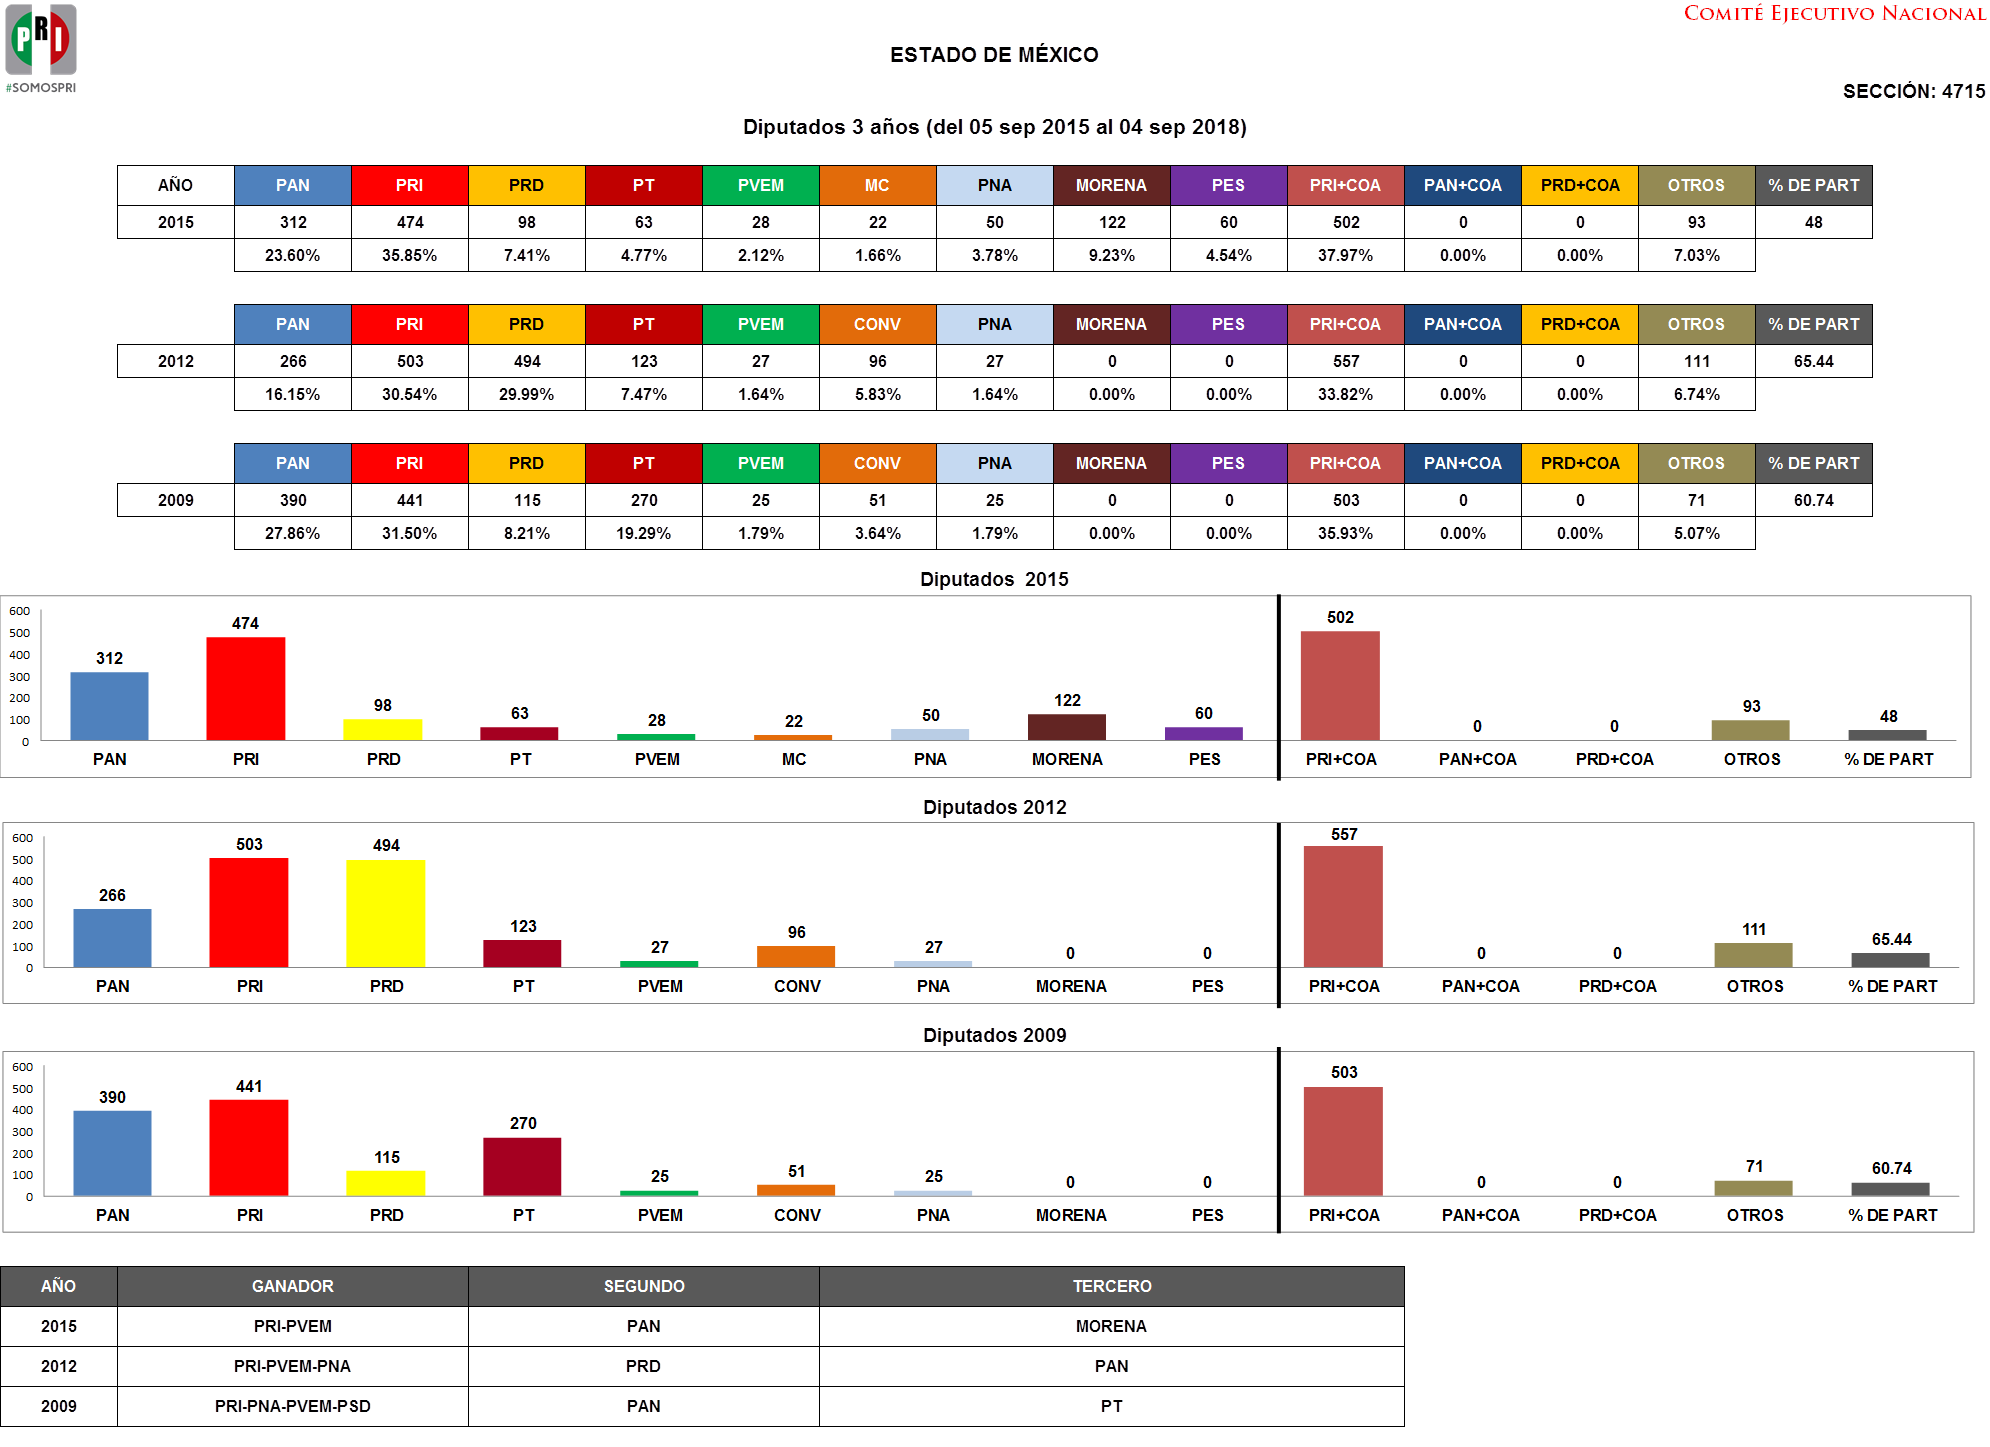 PRI
#SOMOSPRI
COMITÉ EJECUTIVO NACIONAL
ESTADO DE MÉXICO
SECCIÓN: 4715
Diputados 3 años (del 05 sep 2015 al 04 sep 2018)
AÑO PAN PRI PRD PT PVEM MC PNA MORENA PES PRI+COA PAN+COA PRD+COA OTROS % DE PART
2015 312 474 98 63 28 22 50 122 60 502 0 0 93 48
23.60% 35.85% 7.41% 4.77% 2.12% 1.66% 3.78% 9.23% 4.54% 37.97% 0.00% 0.00% 7.03%
PAN PRI PRD PT PVEM CONV PNA MORENA PES PRI+COA PAN+COA PRD+COA OTROS % DE PART
2012 266 503 494 123 27 96 27 0 0 557 0 0 111 65.44
16.15% 30.54% 29.99% 7.47% 1.64% 5.83% 1.64% 0.00% 0.00% 33.82% 0.00% 0.00% 6.74%
PAN PRI PRD PT PVEM CONV PNA MORENA PES PRI+COA PAN+COA PRD+COA OTROS % DE PART
2009 390 441 115 270 25 51 25 0 0 503 0 0 71 60.74
27.86% 31.50% 8.21% 19.29% 1.79% 3.64% 1.79% 0.00% 0.00% 35.93% 0.00% 0.00% 5.07%
Diputados 2015
600
500
400
300
200
100
0
312 474 98 63 28 22 50 122 60 502 0 0 93 48
PAN PRI PRD PT PVEM MC PNA MORENA PES PRI+COA PAN+COA PRD+COA OTROS % DE PART
Diputados 2012
600
500
400
300
200
100
0
266 503 494 123 27 96 27 0 0 557 0 0 111 65.44
PAN PRI PRD PT PVEM CONV PNA MORENA PES PRI+COA PAN+COA PRD+COA OTROS % DE PART
Diputados 2009
600
500
400
300
200
100
0
390 441 115 270 25 51 25 0 0 503 0 0 71 60.74
PAN PRI PRD PT PVEM CONV PNA MORENA PES PRI+COA PAN+COA PRD+COA OTROS % DE PART
AÑO GANADOR SEGUNDO TERCERO
2015 PRI-PVEM PAN MORENA
2012 PRI-PVEM-PNA PRD PAN
2009 PRI-PNA-PVEM-PSD PAN PT